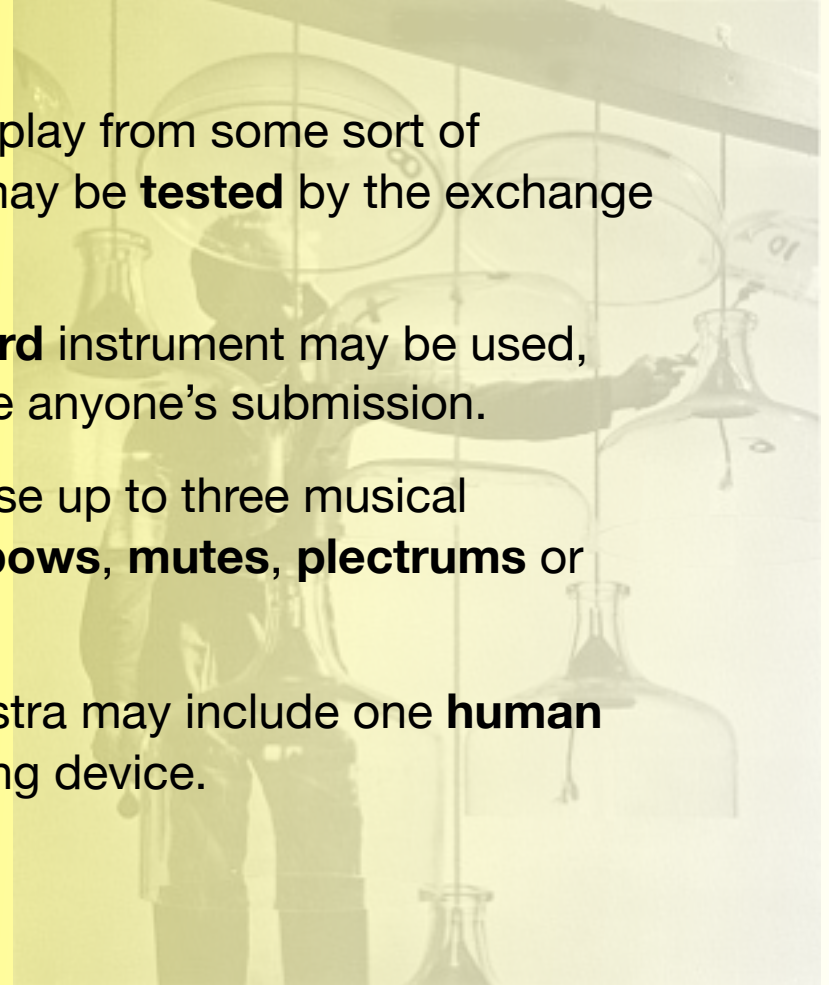 play from some sort of
may be tested by the exchange
rd instrument may be used,
e anyone’s submission.
se up to three musical
bows, mutes, plectrums or
stra may include one human
ng device.